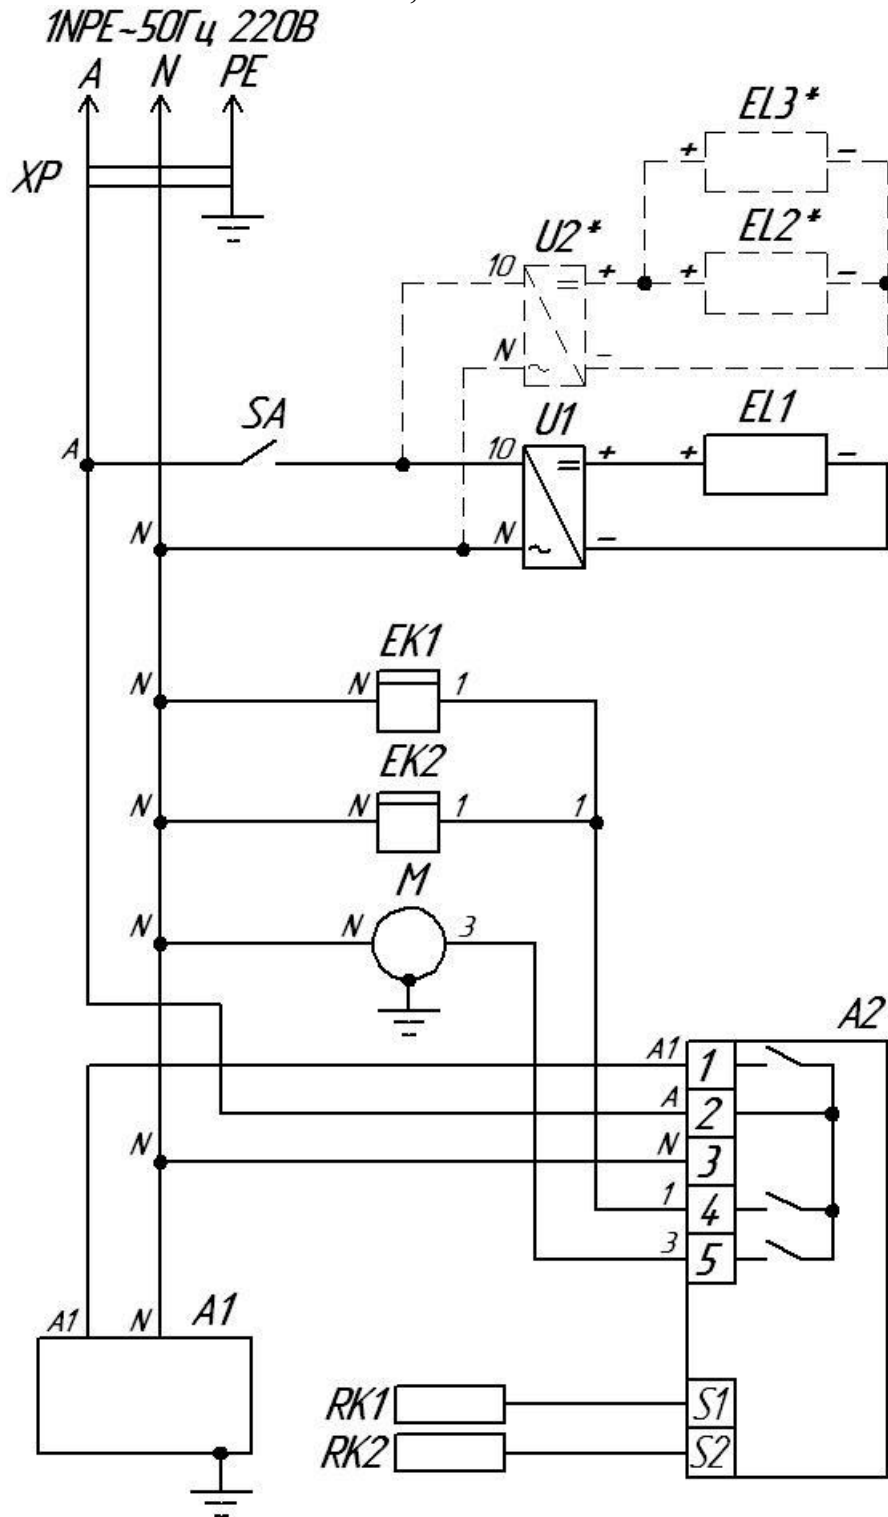 1NPE~50Гц 220В
A N PE
XP
EL3*
+ –
U2* EL2*
10 + + –
N –
~
=
SA U1 EL1
A 10 + + –
=
N N –
~
EK1
N N 1
EK2
N N 1 1
M
N N 3
A2
A1 1
A 2
N N 3
1 4
3 5
A1 N A1
RK1 S1
RK2 S2